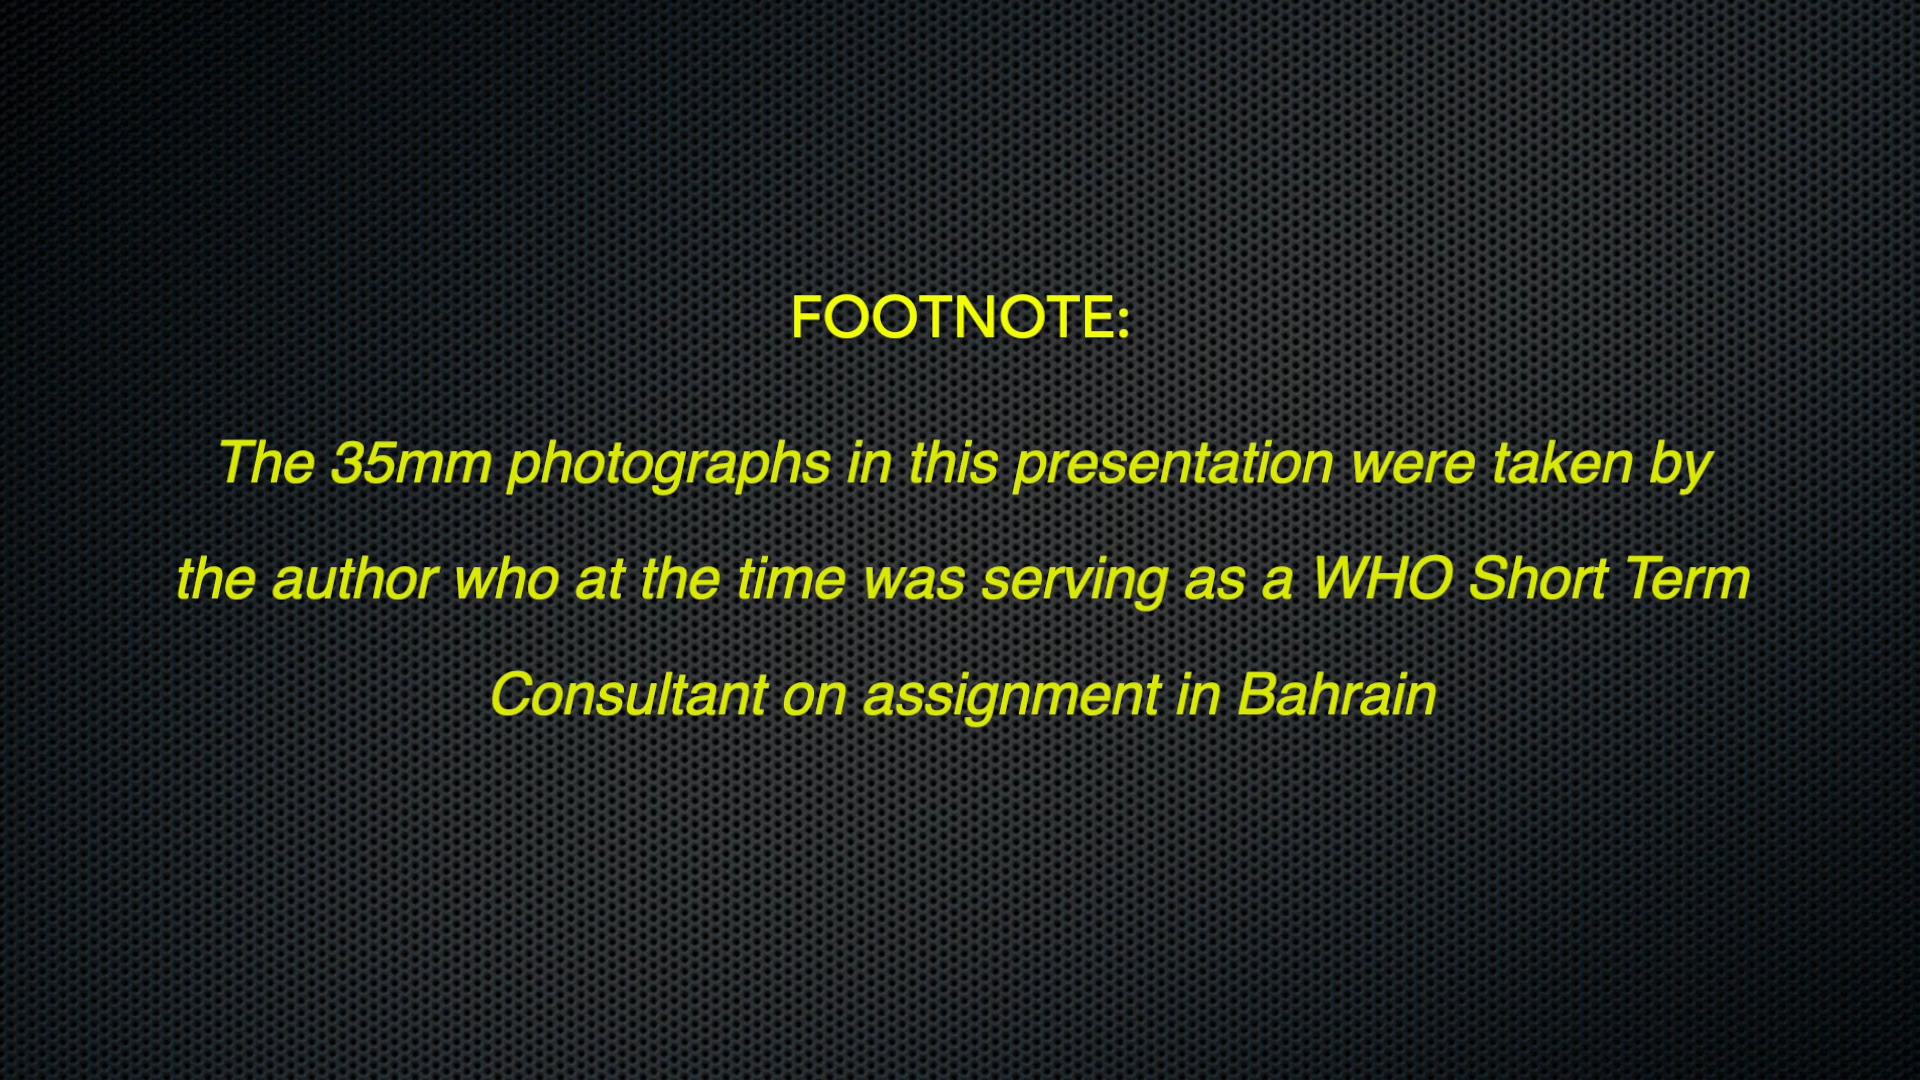 FOOTNOTE:
The 35mm photographs in this presentation were taken by
the author who at the time was serving as a WHO Short Term
Consultant on assignment in Bahrain